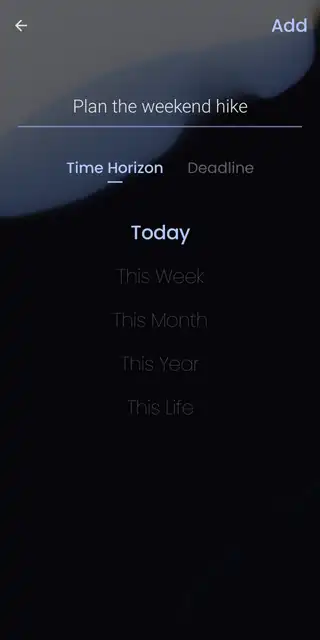 Add
Plan the weekend hike
Time Horizon Deadline
Today
This Week
This Month
This Year
This Life